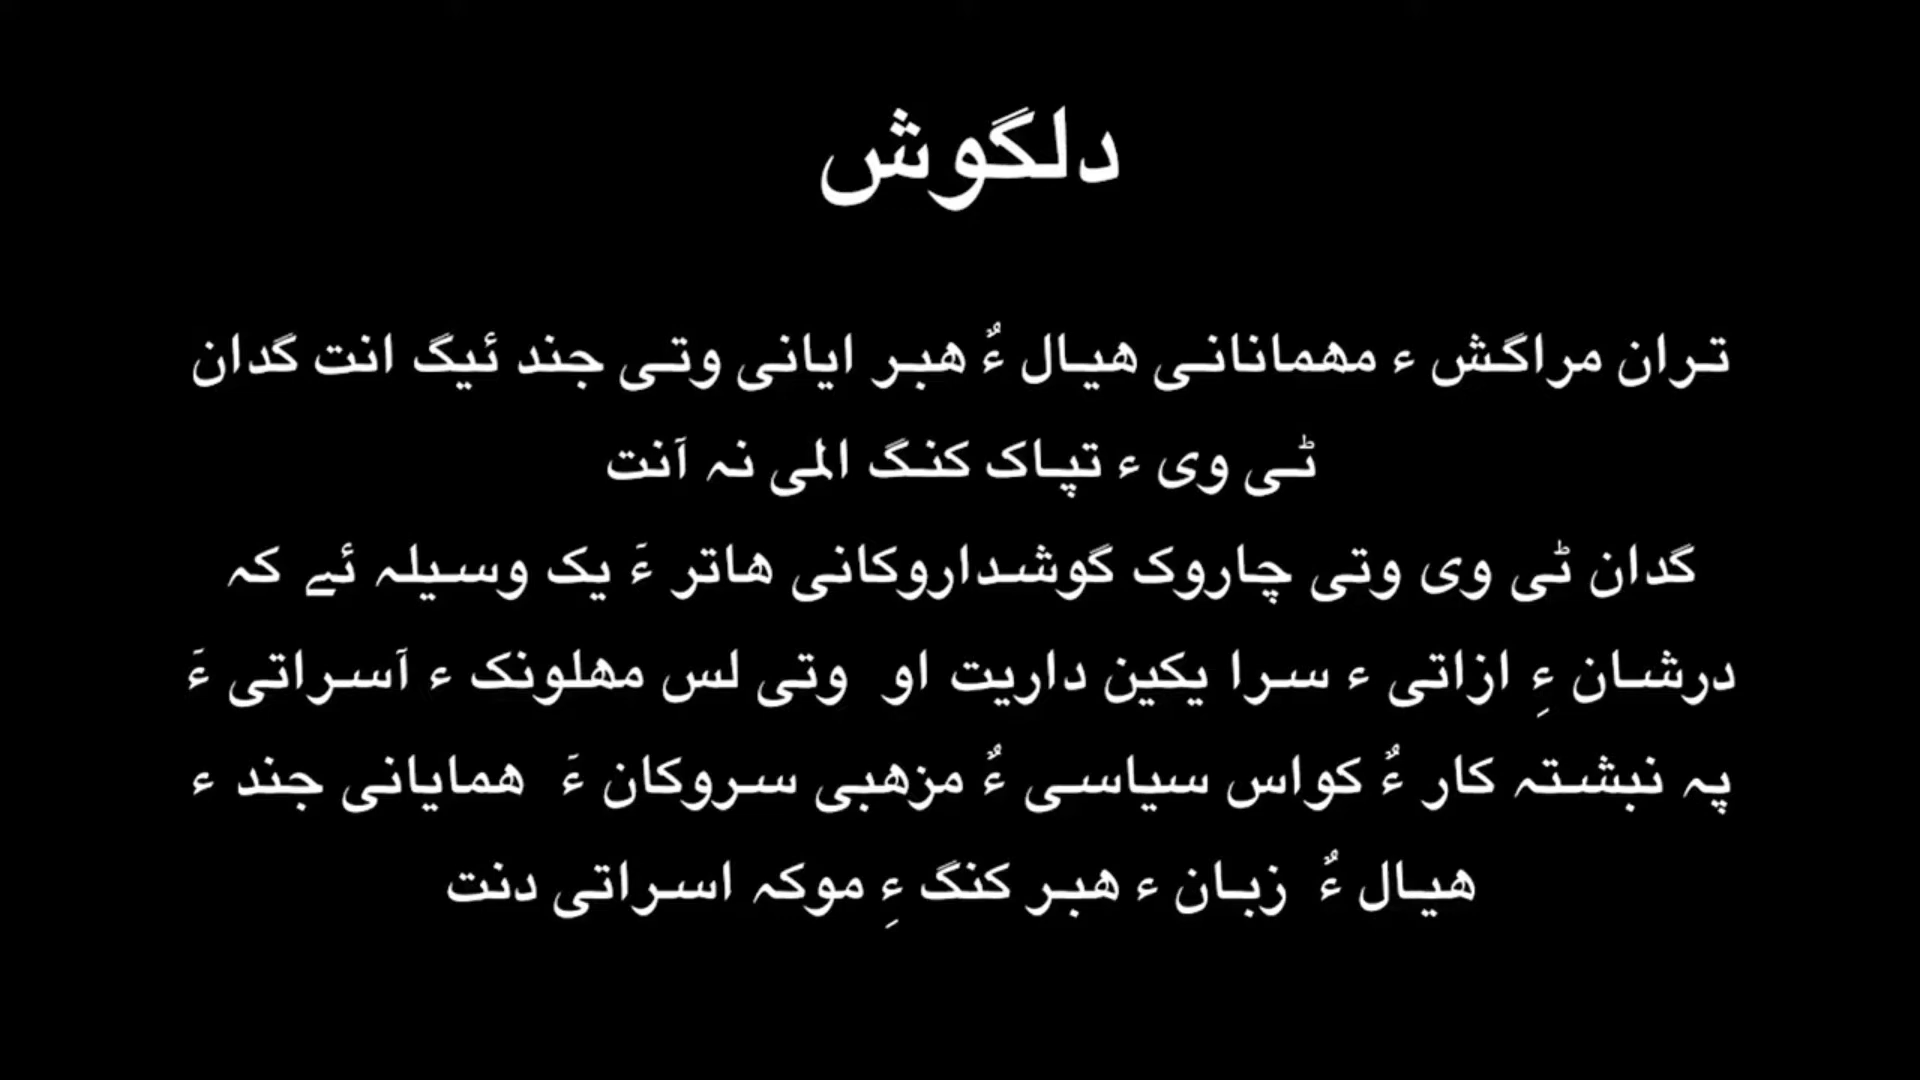 دلگوش
تران مراگش ء مهمانانی هیال ءُ هبر ایانی وتی جند ئیگ انت گدان
ٹی وی ء تپاک کنگ المی نہ آنت
گدان ٹی وی وتی چاروک گوشداروکانی هاتر ءَ یک وسیلہ ئے کہ
درشان ءِ ازاتی ء سرا یکین داریت او وتی لس مهلونک ء آسراتی ءَ
پہ نبشتہ کار ءُ کواس سیاسی ءُ مزهبی سروکان ءَ همایانی جند ء
هیال ءُ زبان ء هبر کنگ ءِ موکہ اسراتی دنت